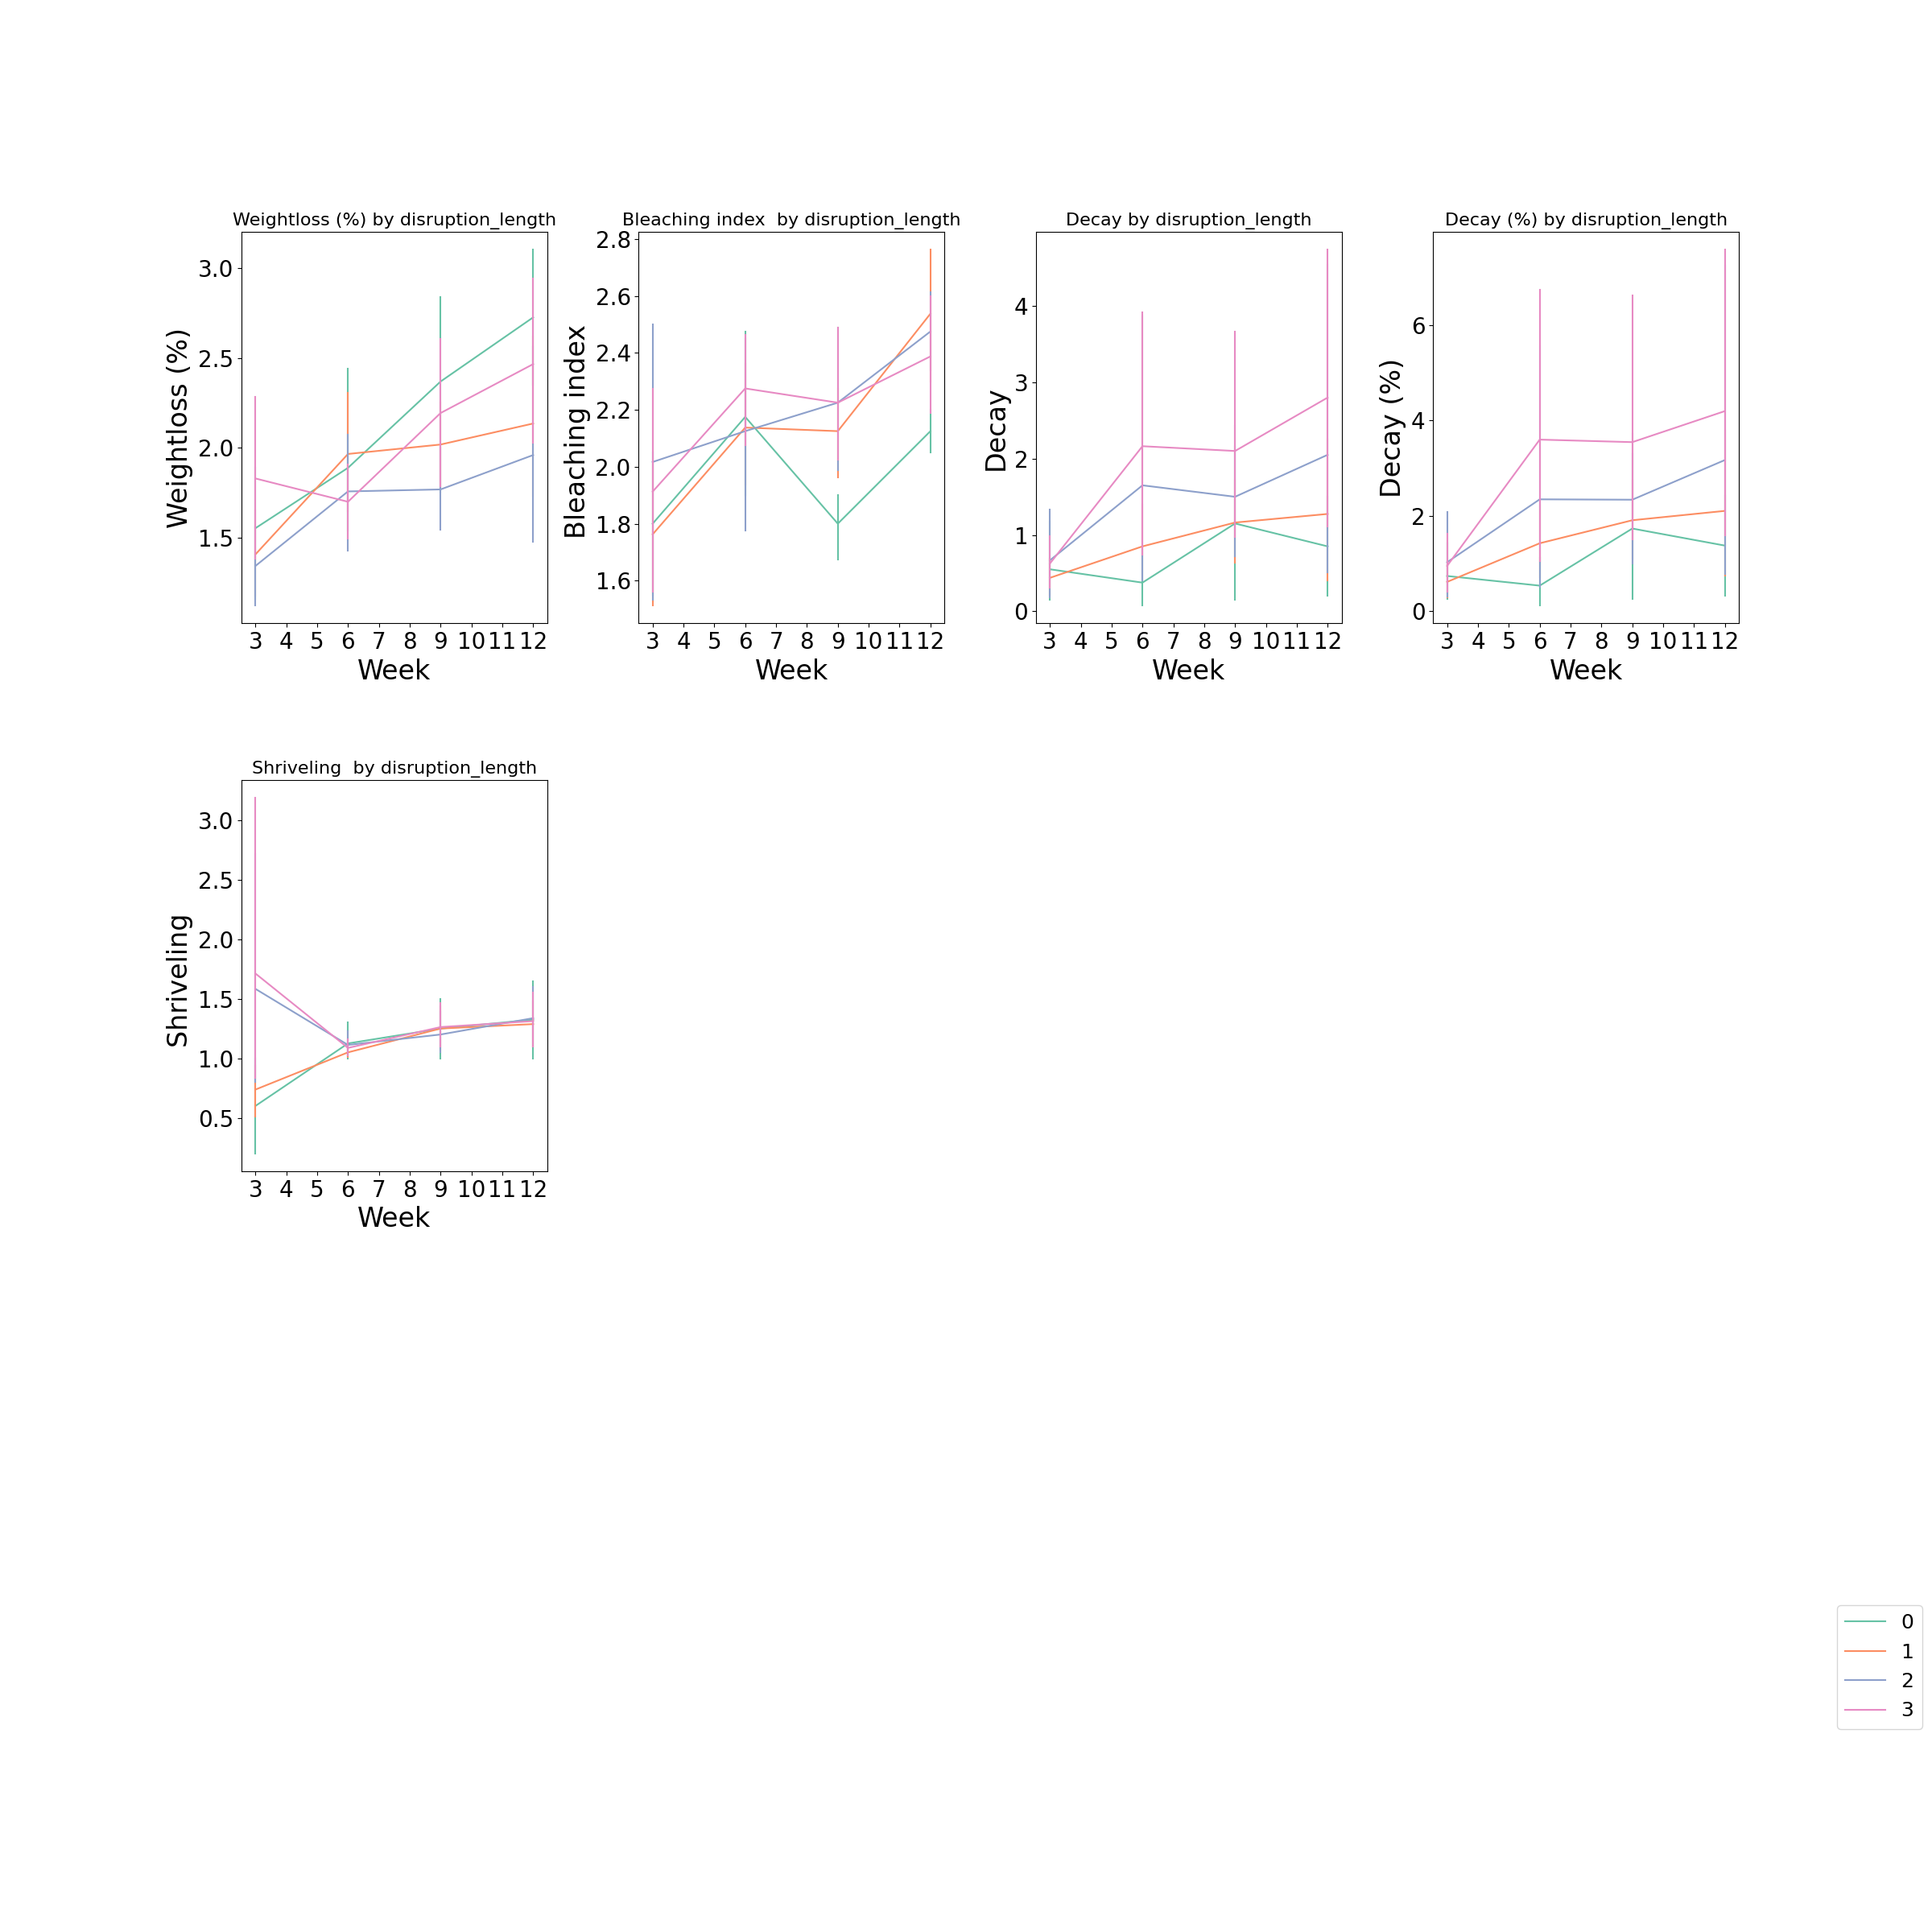 Weightloss (%) by disruption_length
3.0
2.5
2.0
1.5
Weightloss (%)
3 4 5 6 7 8 9 10 11 12
Week
Bleaching index  by disruption_length
2.8
2.6
2.4
2.2
2.0
1.8
1.6
Bleaching index
3 4 5 6 7 8 9 10 11 12
Week
Decay by disruption_length
4
3
2
1
0
Decay
3 4 5 6 7 8 9 10 11 12
Week
Decay (%) by disruption_length
6
4
2
0
Decay (%)
3 4 5 6 7 8 9 10 11 12
Week
Shriveling  by disruption_length
3.0
2.5
2.0
1.5
1.0
0.5
Shriveling
3 4 5 6 7 8 9 10 11 12
Week
0
1
2
3